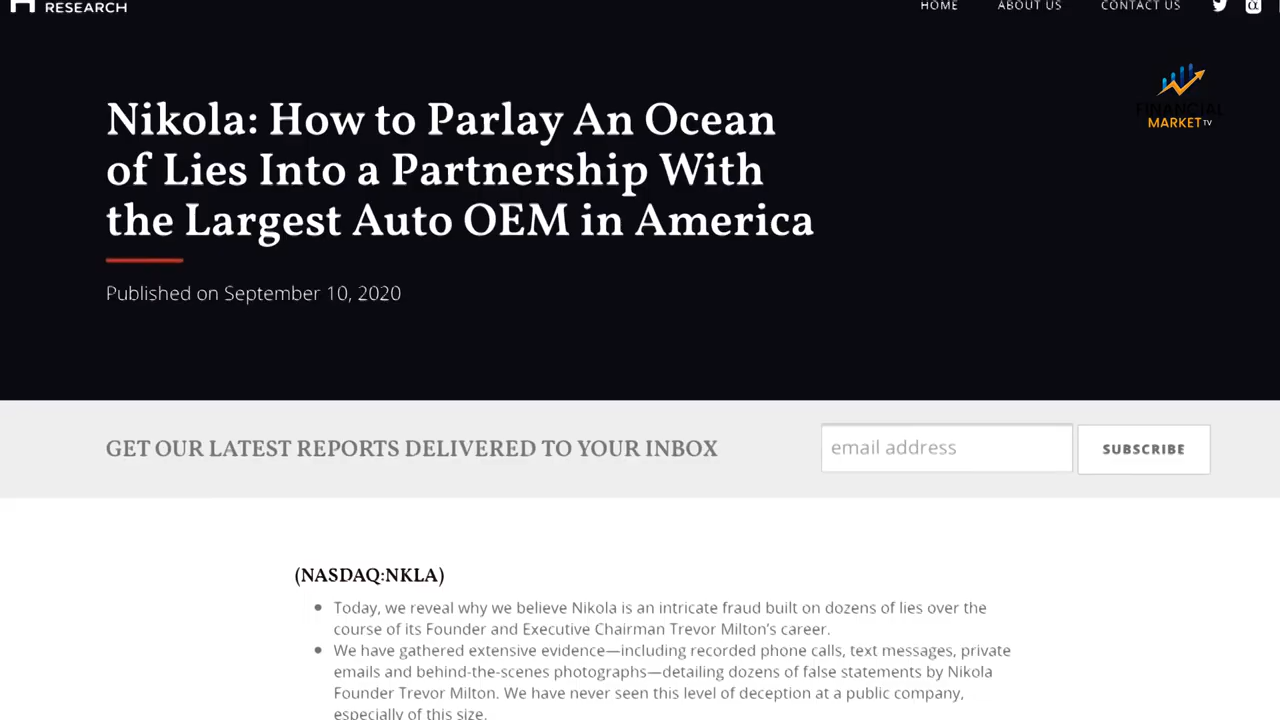 RESEARCH
HOME ABOUT US CONTACT US
FINANCIAL
MARKET TV
Nikola: How to Parlay An Ocean
of Lies Into a Partnership With
the Largest Auto OEM in America
Published on September 10, 2020
GET OUR LATEST REPORTS DELIVERED TO YOUR INBOX
email address
SUBSCRIBE
(NASDAQ:NKLA)
Today, we reveal why we believe Nikola is an intricate fraud built on dozens of lies over the
course of its Founder and Executive Chairman Trevor Milton's career.
We have gathered extensive evidence—including recorded phone calls, text messages, private
emails and behind-the-scenes photographs—detailing dozens of false statements by Nikola
Founder Trevor Milton. We have never seen this level of deception at a public company,
especially of this size.